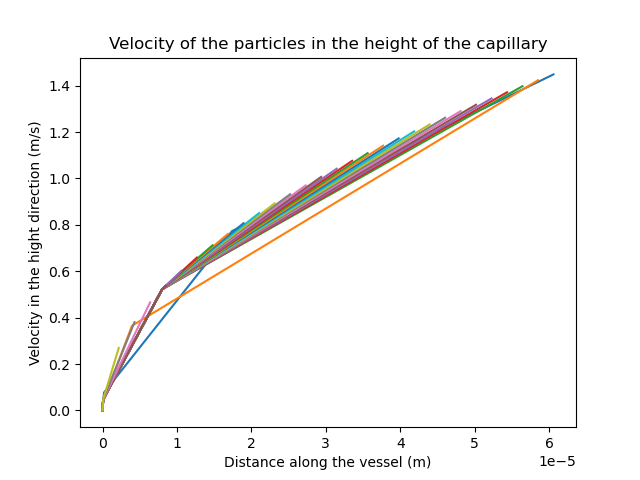 Velocity of the particles in the height of the capillary
Velocity in the hight direction (m/s)
1.4
1.2
1.0
0.8
0.6
0.4
0.2
0.0
0 1 2 3 4 5 6
1e−5
Distance along the vessel (m)